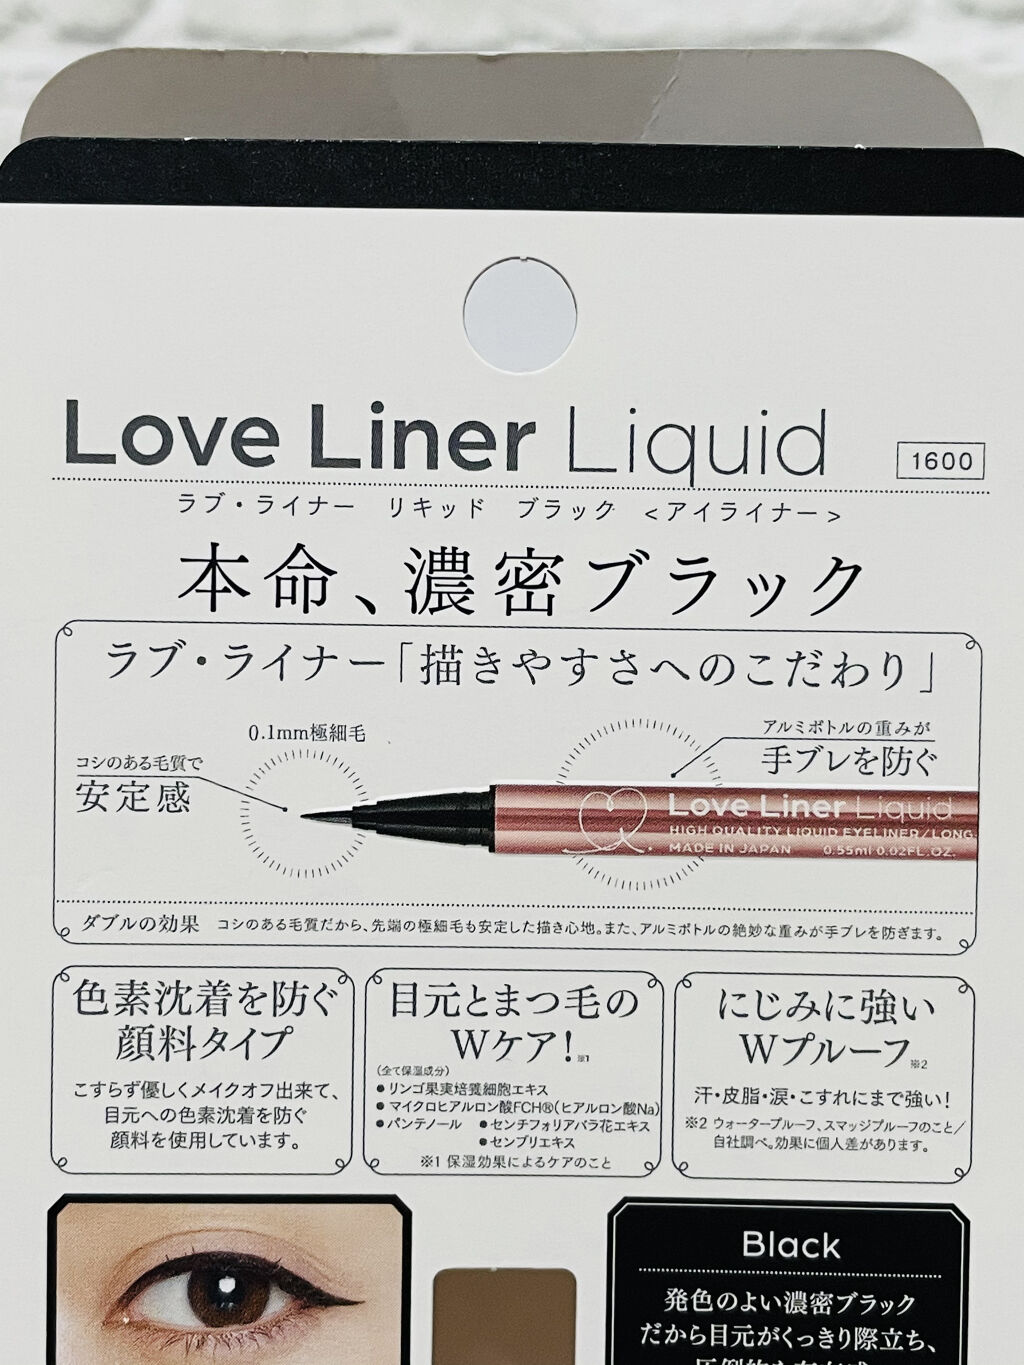 Love Liner Liquid
1600
ラブ・ライナー リキッド ブラック <アイライナー>
本命、濃密ブラック
ラブ・ライナー「描きやすさへのこだわり」
0.1mm極細毛
コシのある毛質で
安定感
アルミボトルの重みが
手ブレを防ぐ
Love Liner Liquid
HIGH QUALITY LIQUID EYELINER/LONG
MADE IN JAPAN 0.55ml 0.02FL.OZ.
ダブルの効果 コシのある毛質だから、先端の極細毛も安定した描き心地。また、アルミボトルの絶妙な重みが手ブレを防ぎます。
色素沈着を防ぐ
顔料タイプ
こすらず優しくメイクオフ出来て、
目元への色素沈着を防ぐ
顔料を使用しています。
目元とまつ毛の
Wケア!※1
(全て保湿成分)
●リンゴ果実培養細胞エキス
●マイクロヒアルロン酸FCH®(ヒアルロン酸Na)
●パンテノール ●センチフォリアバラ花エキス
●センブリエキス
※1 保湿効果によるケアのこと
にじみに強い
Wプルーフ※2
汗・皮脂・涙・こすれにまで強い!
※2 ウォータープルーフ、スマッジプルーフのこと/
自社調べ。効果に個人差があります。
Black
発色のよい濃密ブラック
だから目元がくっきり際立ち、